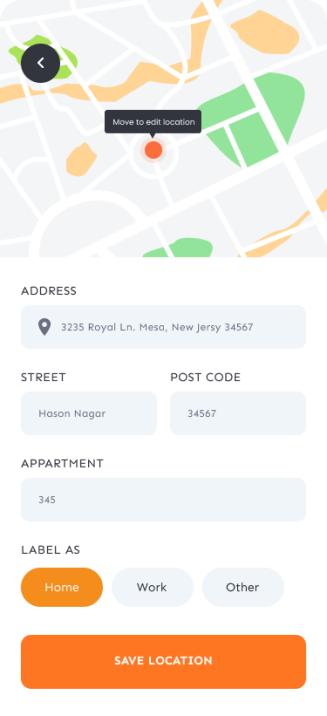 Move to edit location
ADDRESS
3235 Royal Ln. Mesa, New Jersy 34567
STREET
POST CODE
Hason Nagar
34567
APPARTMENT
345
LABEL AS
Home
Work
Other
SAVE LOCATION